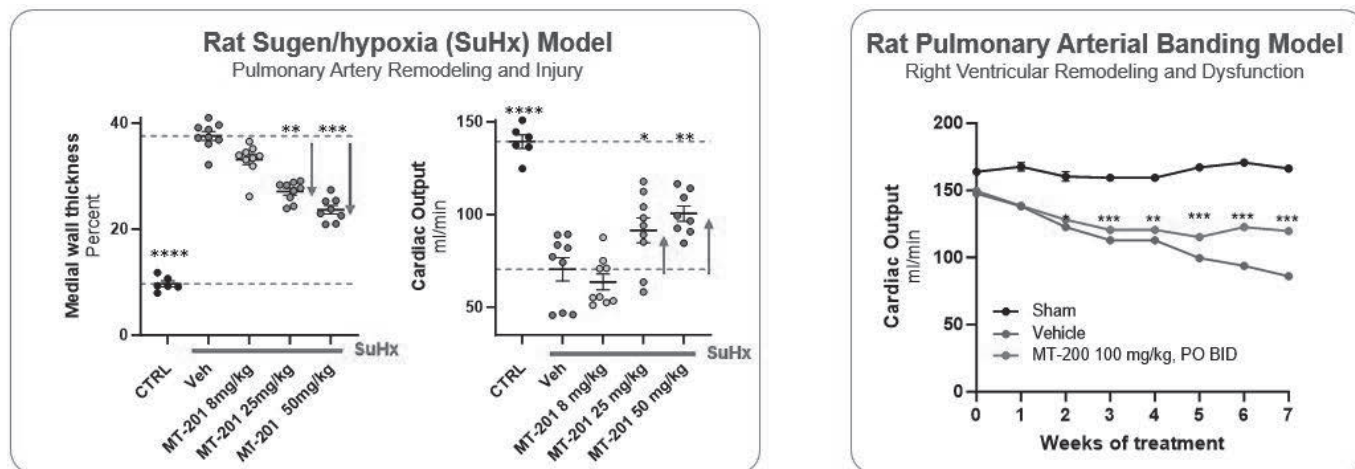 Rat Sugen/hypoxia (SuHx) Model
Pulmonary Artery Remodeling and Injury
Medial wall thickness
Percent
40
20
0
****
**
***
CTRL
Veh
MT-201 8mg/kg
MT-201 25mg/kg
MT-201 50mg/kg
SuHx
Cardiac Output
ml/min
150
100
50
****
*
**
CTRL
Veh
MT-201 8 mg/kg
MT-201 25 mg/kg
MT-201 50 mg/kg
SuHx
Rat Pulmonary Arterial Banding Model
Right Ventricular Remodeling and Dysfunction
Cardiac Output
ml/min
200
150
100
50
0
* *** ** *** *** ***
Sham
Vehicle
MT-200 100 mg/kg, PO BID
0 1 2 3 4 5 6 7
Weeks of treatment